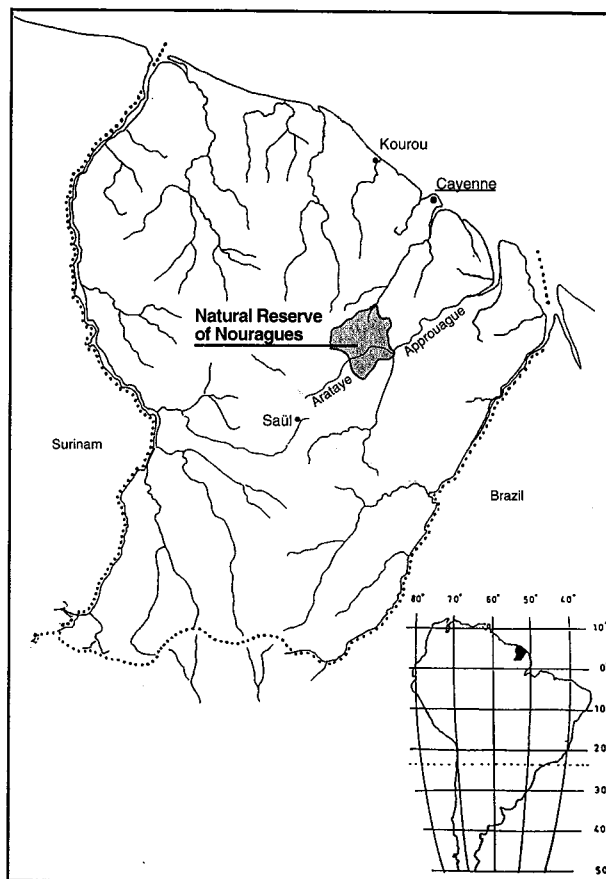 Kourou
Cayenne
Natural Reserve
of Nouragues
Approuague
Arataye
Saül
Surinam
Brazil
80° 70° 60° 50° 40°
10°
0°
10
20
30
40
50